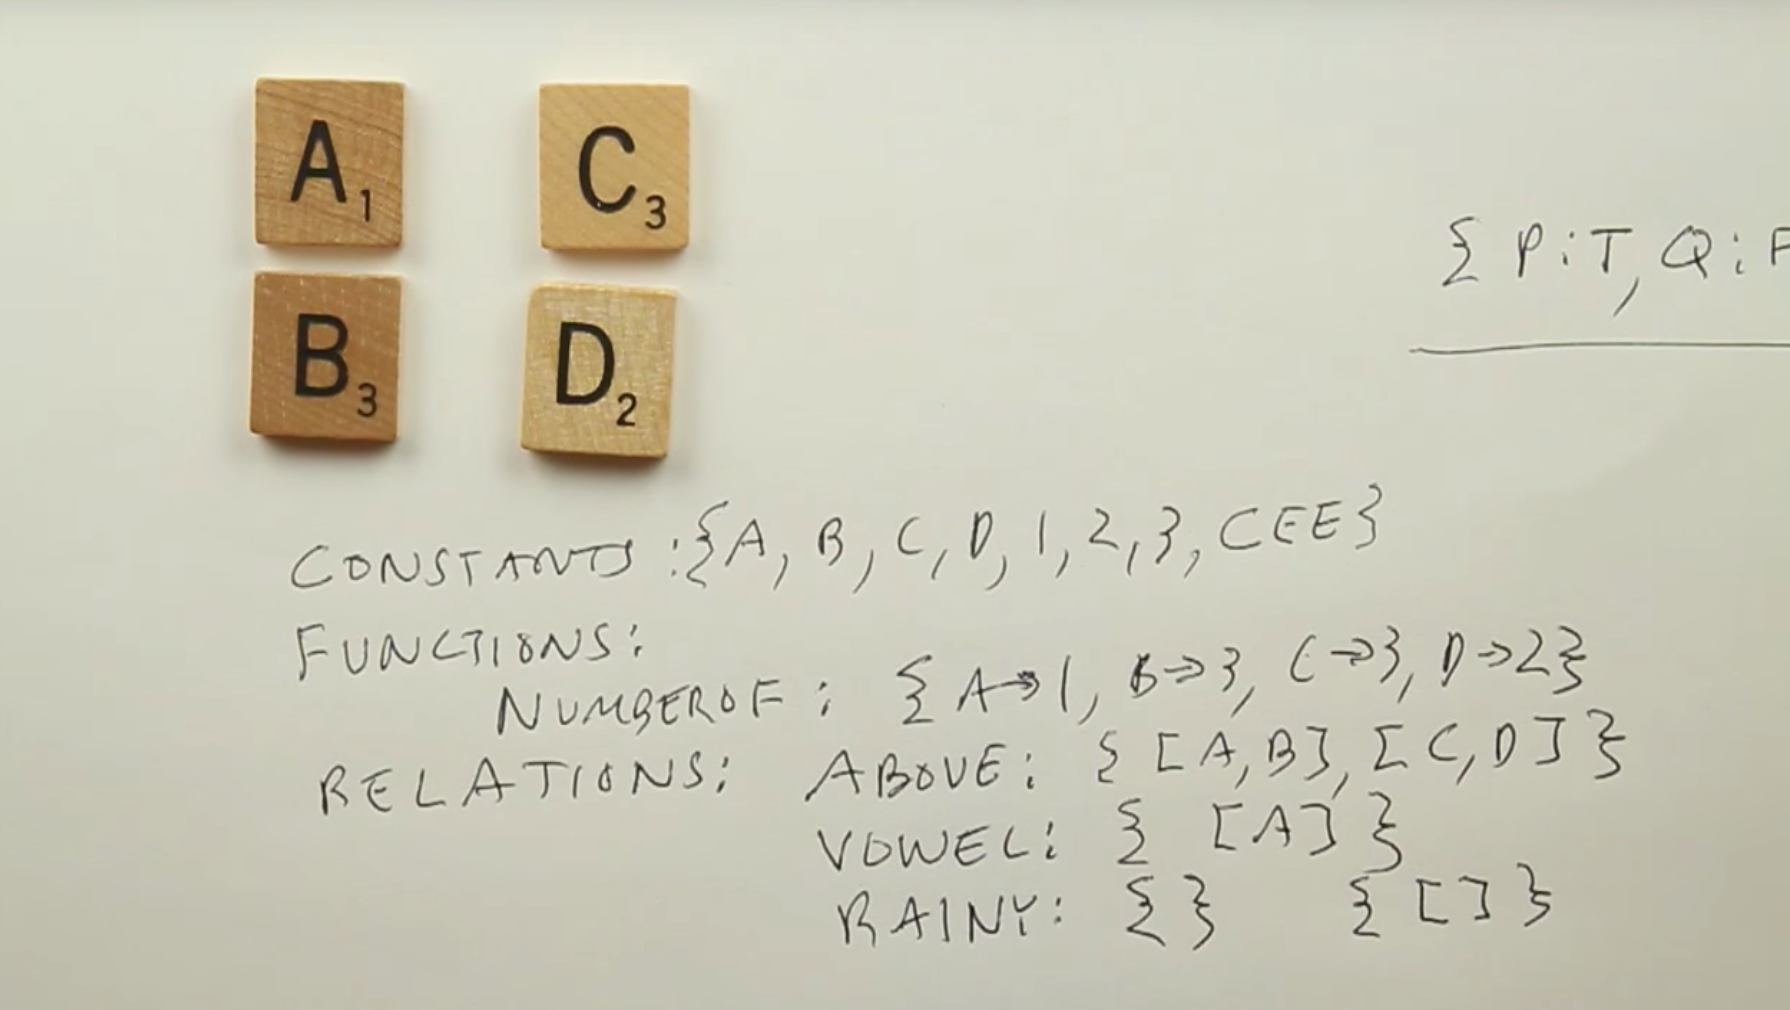 A1 C3
B3 D2
{ P:T, Q:F
CONSTANTS:{A, B, C, D, 1, 2, 3, CEE}
FUNCTIONS:
NUMBEROF: { A→1, B→3, C→3, D→2}
RELATIONS: ABOVE: { [A,B], [C,D] }
VOWEL: { [A] }
RAINY: { } { [ ] }